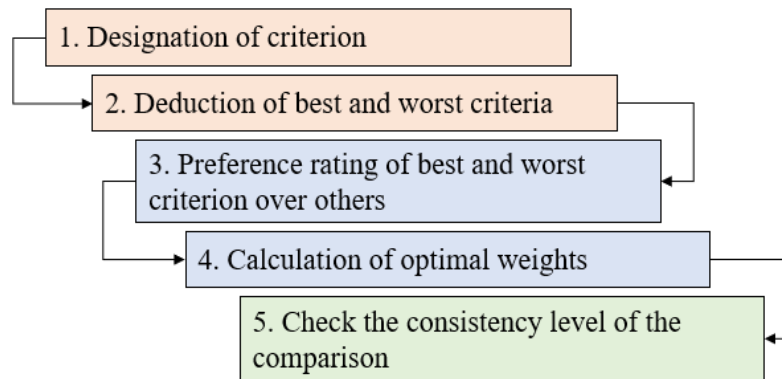 1. Designation of criterion
2. Deduction of best and worst criteria
3. Preference rating of best and worst
criterion over others
4. Calculation of optimal weights
5. Check the consistency level of the
comparison